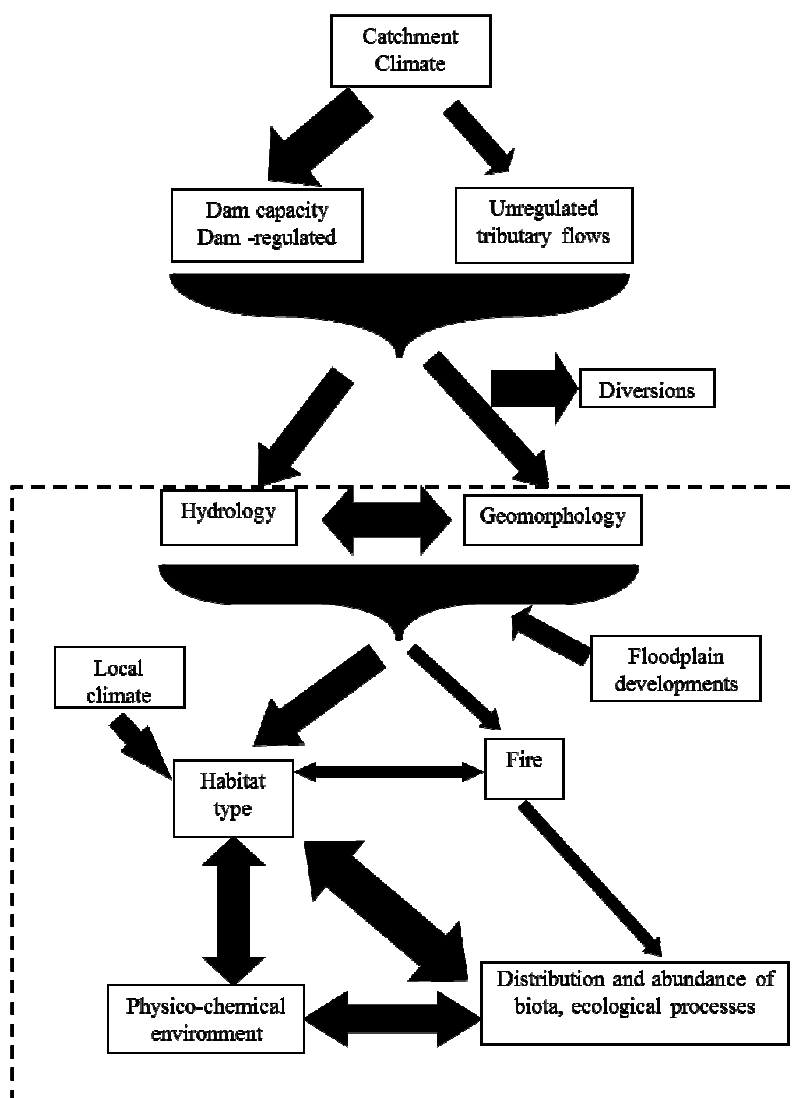 Catchment
Climate
Dam capacity
Dam -regulated
Unregulated
tributary flows
Diversions
Hydrology
Geomorphology
Local
climate
Floodplain
developments
Habitat
type
Fire
Physico-chemical
environment
Distribution and abundance of
biota, ecological processes